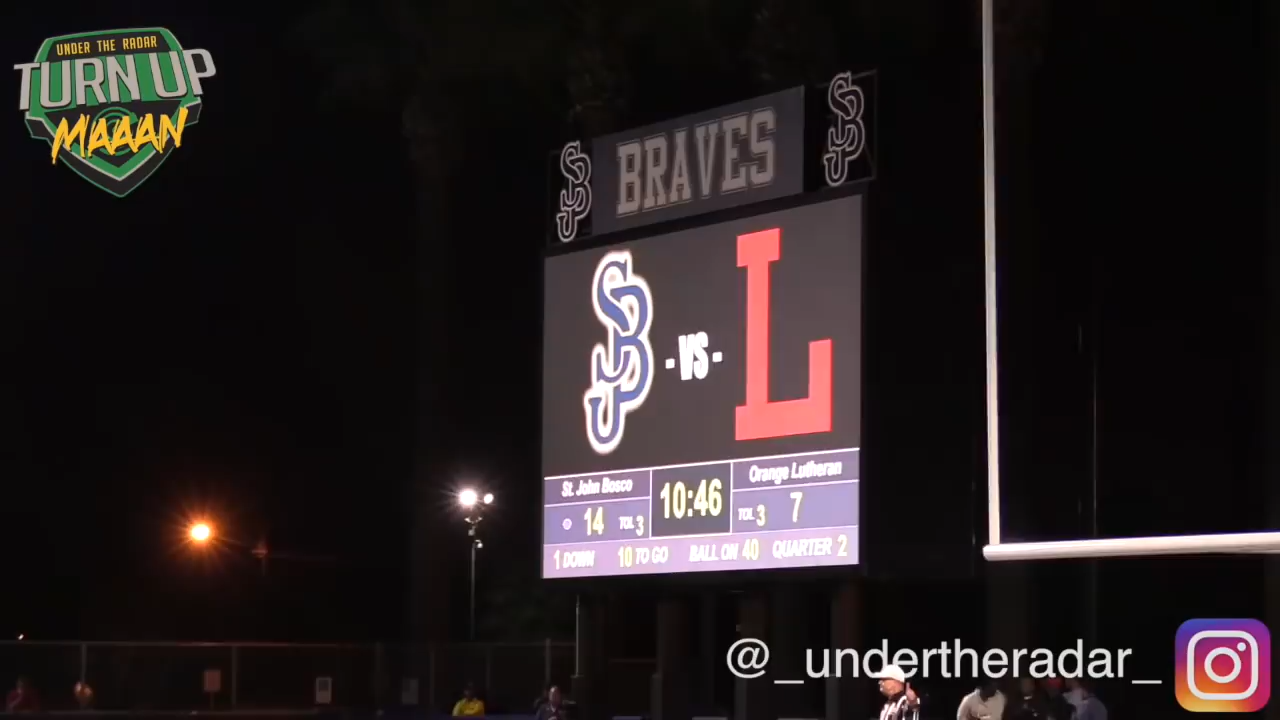 UNDER THE RADAR
TURN UP
MAAAN
BRAVES
SJB
SJB
SJB
- VS -
L
St. John Bosco
10:46
Orange Lutheran
14 TOL 3
TOL 3 7
1 DOWN 10 TO GO BALL ON 40 QUARTER 2
@_undertheradar_